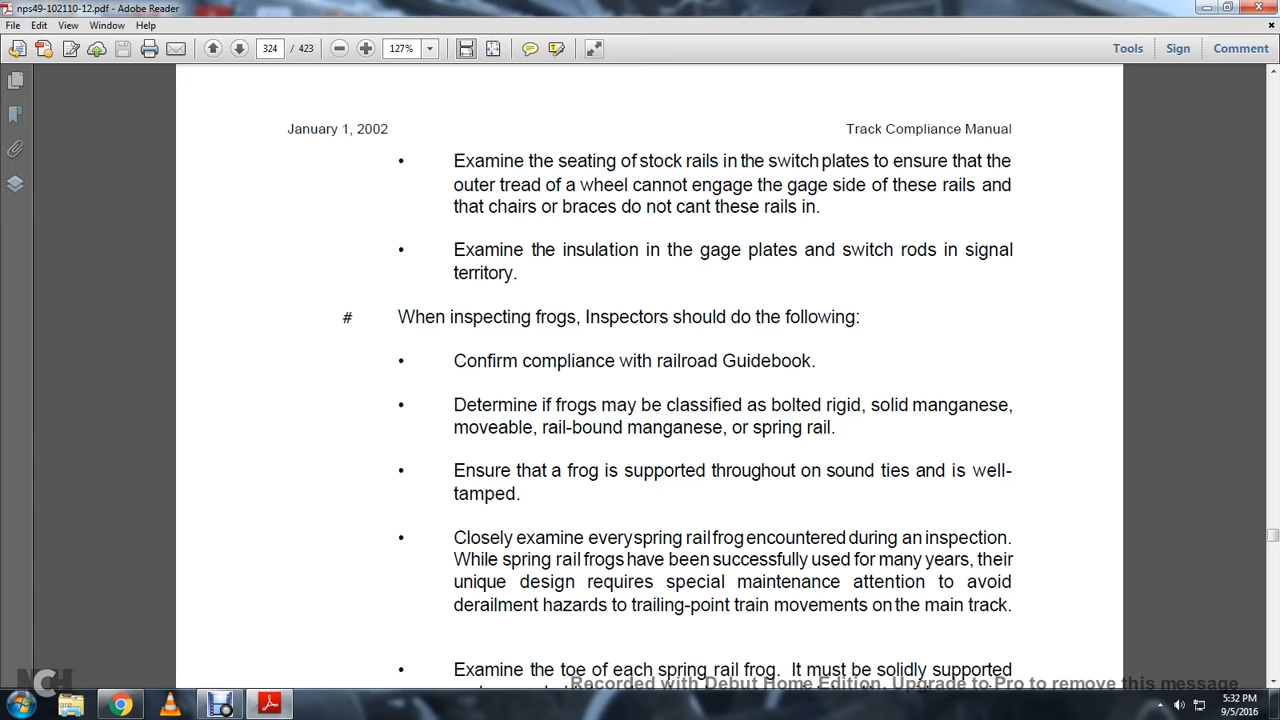 nps49-102110-12.pdf - Adobe Reader
File Edit View Window Help
324 / 423 127% Tools Sign Comment
January 1, 2002 Track Compliance Manual
• Examine the seating of stock rails in the switch plates to ensure that the
outer tread of a wheel cannot engage the gage side of these rails and
that chairs or braces do not cant these rails in.
• Examine the insulation in the gage plates and switch rods in signal
territory.
# When inspecting frogs, Inspectors should do the following:
• Confirm compliance with railroad Guidebook.
• Determine if frogs may be classified as bolted rigid, solid manganese,
moveable, rail-bound manganese, or spring rail.
• Ensure that a frog is supported throughout on sound ties and is well-
tamped.
• Closely examine every spring rail frog encountered during an inspection.
While spring rail frogs have been successfully used for many years, their
unique design requires special maintenance attention to avoid
derailment hazards to trailing-point train movements on the main track.
• Examine the toe of each spring rail frog. It must be solidly supported
Recorded with Debut Home Edition. Upgrade to Pro to remove this message
NCH
5:32 PM
9/5/2016